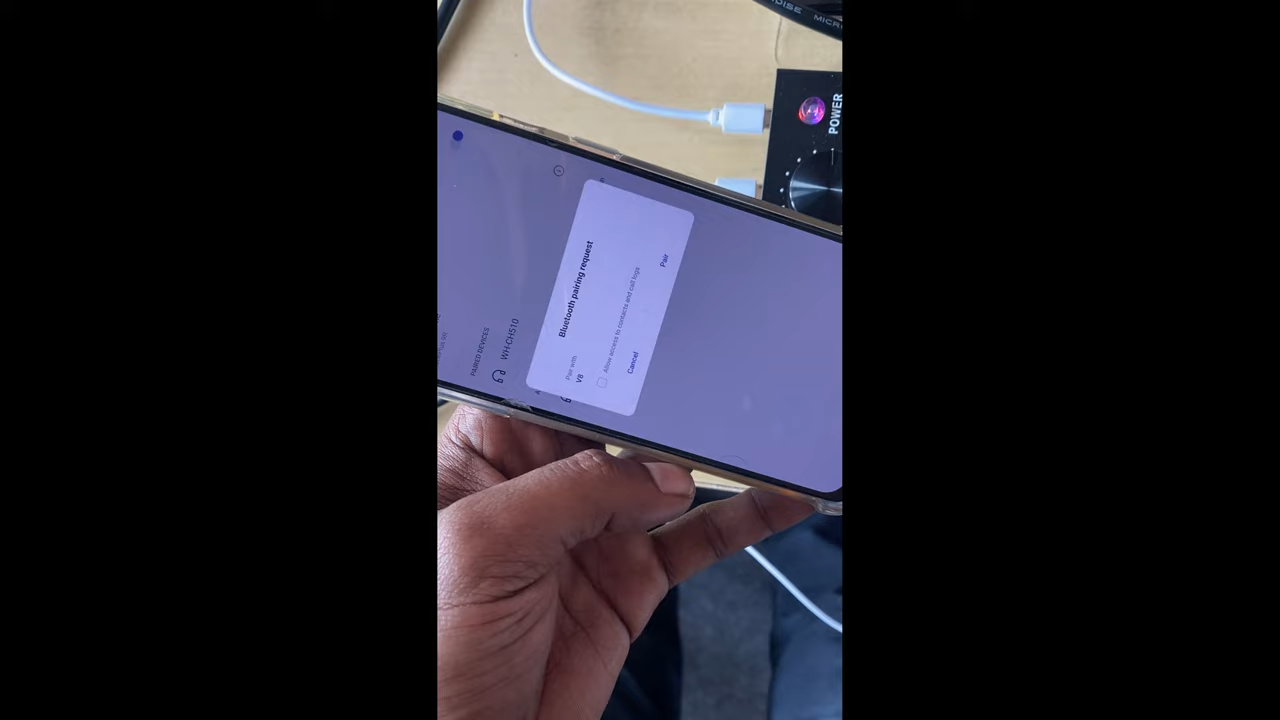 POWER
PAIRED DEVICES
WH-CH510
Bluetooth pairing request
Pair with
V8
Allow access to contacts and call logs
Cancel
Pair